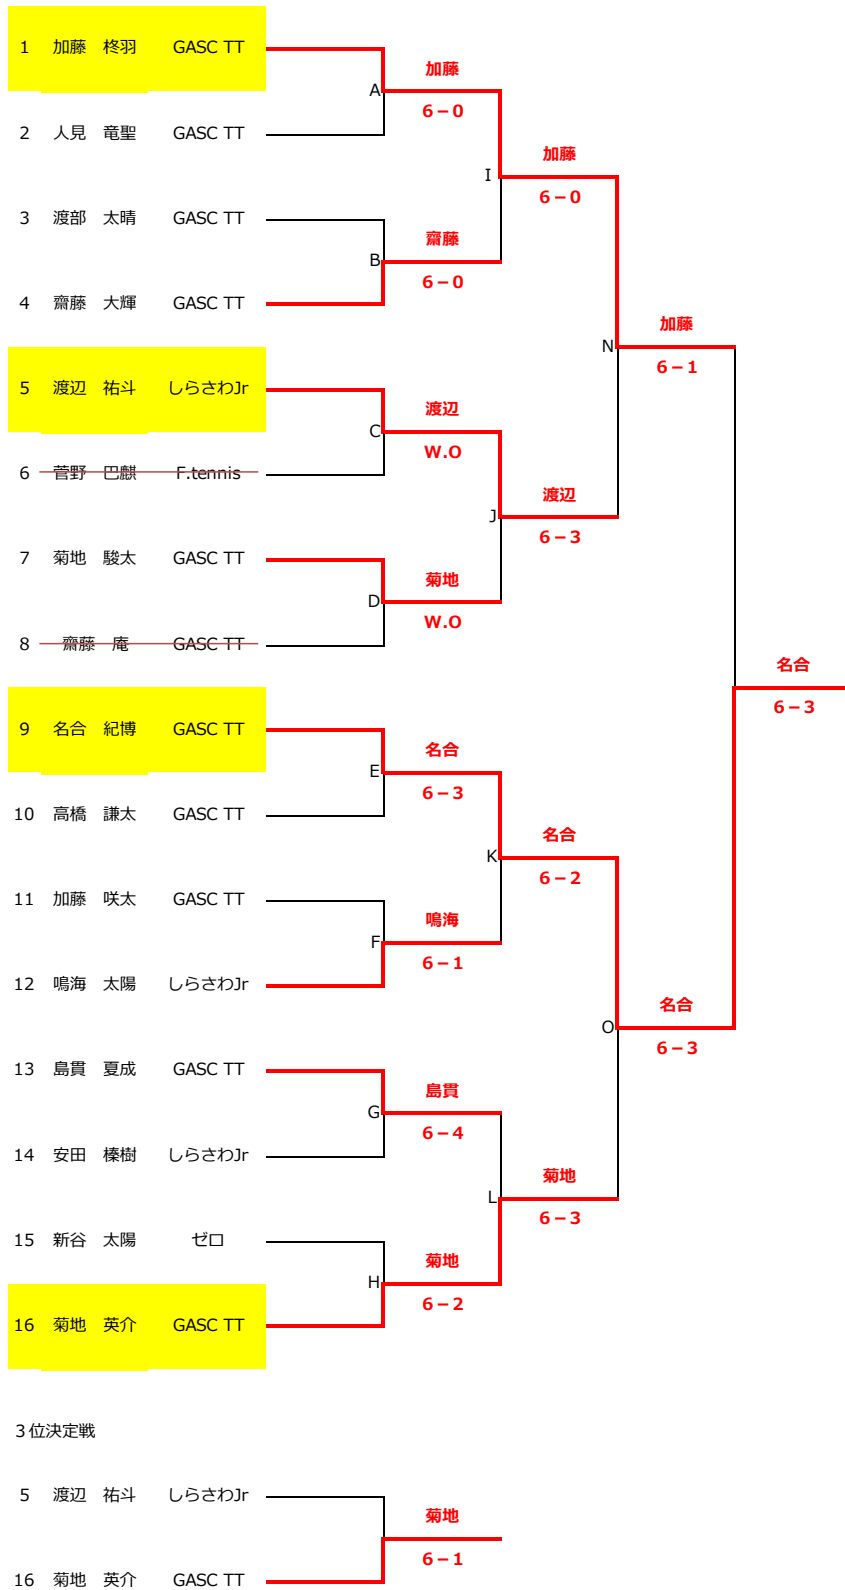 1 加藤 柊羽 GASC TT
加藤
A
6－0
2 人見 竜聖 GASC TT
加藤
I
6－0
3 渡部 太晴 GASC TT
齋藤
B
6－0
4 齋藤 大輝 GASC TT
加藤
N
6－1
5 渡辺 祐斗 しらさわJr
渡辺
C
W.O
6 菅野 巴麒 F.tennis
渡辺
J
6－3
7 菊地 駿太 GASC TT
菊地
D
W.O
8 齋藤 庵 GASC TT
名合
6－3
9 名合 紀博 GASC TT
名合
E
6－3
10 高橋 謙太 GASC TT
名合
K
6－2
11 加藤 咲太 GASC TT
鳴海
F
6－1
12 鳴海 太陽 しらさわJr
名合
O
6－3
13 島貫 夏成 GASC TT
島貫
G
6－4
14 安田 榛樹 しらさわJr
菊地
L
6－3
15 新谷 太陽 ゼロ
菊地
H
6－2
16 菊地 英介 GASC TT
３位決定戦
5 渡辺 祐斗 しらさわJr
菊地
6－1
16 菊地 英介 GASC TT